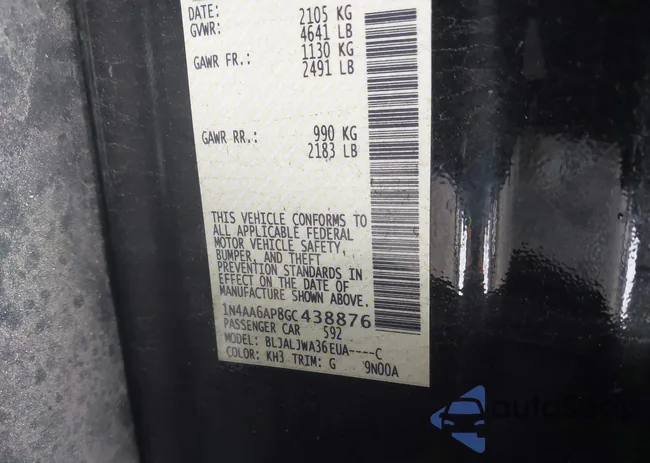 DATE: 2105 KG
GVWR: 4641 LB
GAWR FR.: 1130 KG
2491 LB
GAWR RR.: 990 KG
2183 LB
THIS VEHICLE CONFORMS TO
ALL APPLICABLE FEDERAL
MOTOR VEHICLE SAFETY,
BUMPER, AND THEFT
PREVENTION STANDARDS IN
EFFECT ON THE DATE OF
MANUFACTURE SHOWN ABOVE.
1N4AA6AP8GC438876
PASSENGER CAR 592
MODEL: BLJALJWA36EUA----C
COLOR: KH3 TRIM: G 9N00A